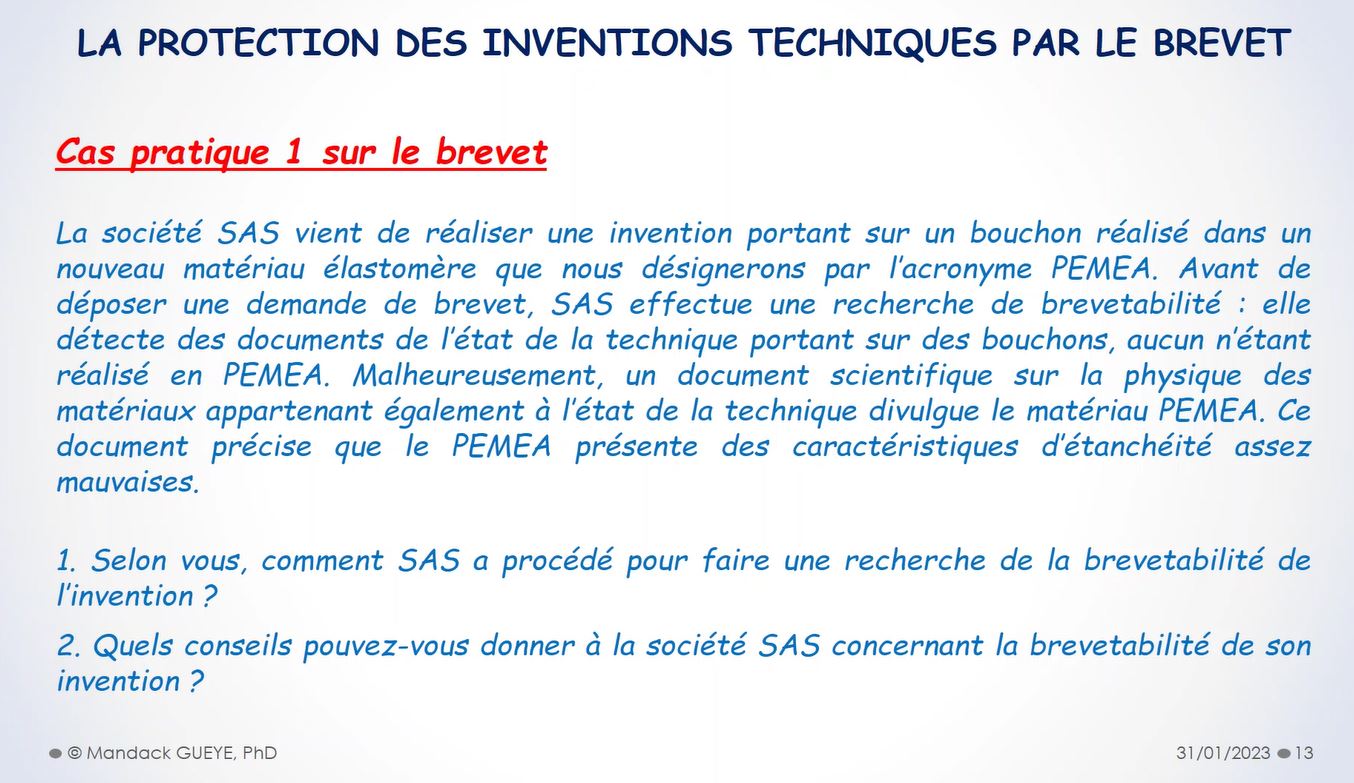 LA PROTECTION DES INVENTIONS TECHNIQUES PAR LE BREVET
Cas pratique 1 sur le brevet
La société SAS vient de réaliser une invention portant sur un bouchon réalisé dans un
nouveau matériau élastomère que nous désignerons par l'acronyme PEMEA. Avant de
déposer une demande de brevet, SAS effectue une recherche de brevetabilité : elle
détecte des documents de l'état de la technique portant sur des bouchons, aucun n'étant
réalisé en PEMEA. Malheureusement, un document scientifique sur la physique des
matériaux appartenant également à l'état de la technique divulgue le matériau PEMEA. Ce
document précise que le PEMEA présente des caractéristiques d'étanchéité assez
mauvaises.
1. Selon vous, comment SAS a procédé pour faire une recherche de la brevetabilité de
l'invention ?
2. Quels conseils pouvez-vous donner à la société SAS concernant la brevetabilité de son
invention ?
© Mandack GUEYE, PhD
31/01/2023 13